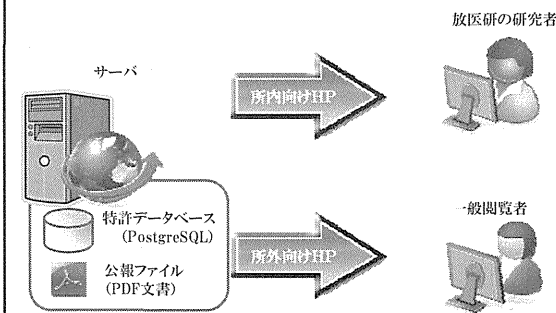 放医研の研究者
サーバ
所内向けHP
特許データベース
(PostgreSQL)
公報ファイル
(PDF文書)
一般閲覧者
所外向けHP